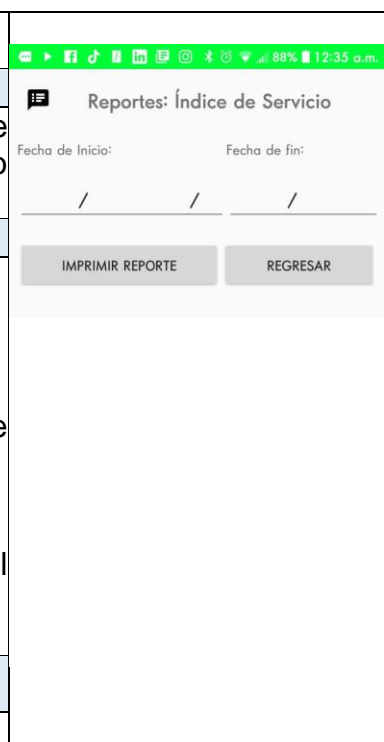 88% 12:35 a.m.
Reportes: Índice de Servicio
Fecha de Inicio: Fecha de fin:
/ / /
IMPRIMIR REPORTE REGRESAR
e
o
e
l